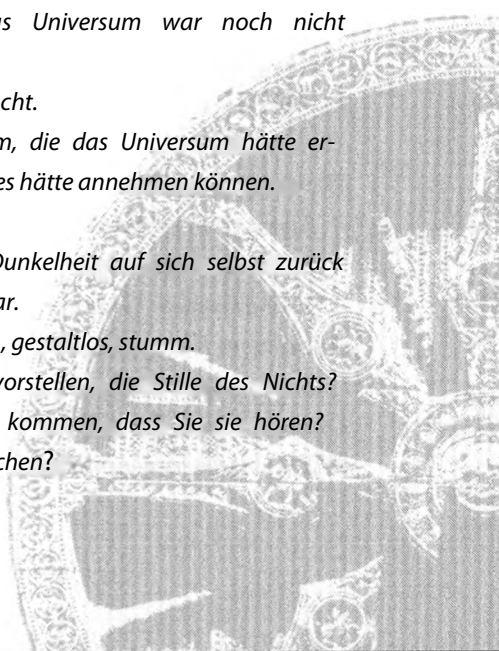 s Universum war noch nicht
cht.
m, die das Universum hätte er-
es hätte annehmen können.
Dunkelheit auf sich selbst zurück
ar.
, gestaltlos, stumm.
vorstellen, die Stille des Nichts?
kommen, dass Sie sie hören?
chen?